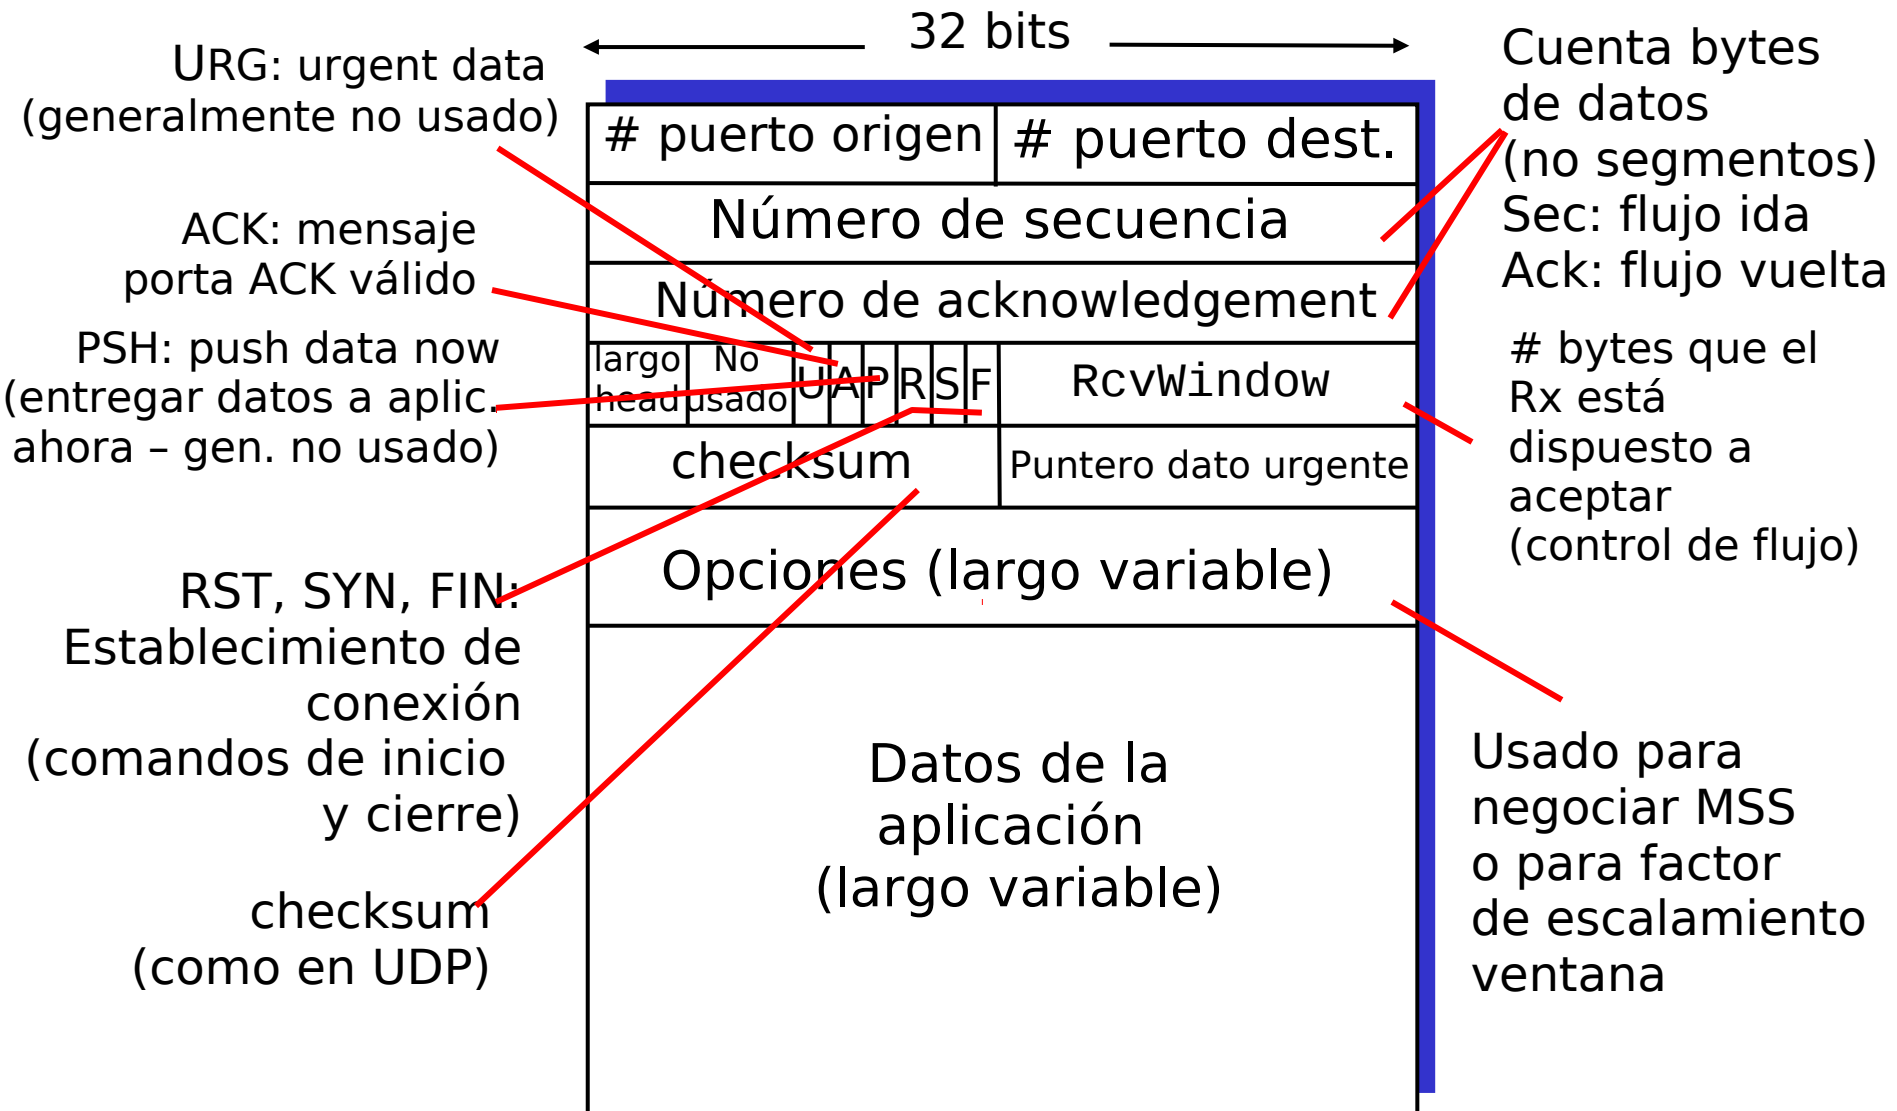 32 bits
URG: urgent data
(generalmente no usado)
ACK: mensaje
porta ACK válido
PSH: push data now
(entregar datos a aplic.
ahora – gen. no usado)
RST, SYN, FIN:
Establecimiento de
conexión
(comandos de inicio
y cierre)
checksum
(como en UDP)
# puerto origen
# puerto dest.
Número de secuencia
Número de acknowledgement
largo
head
No
usado
U
A
P
R
S
F
RcvWindow
checksum
Puntero dato urgente
Opciones (largo variable)
Datos de la
aplicación
(largo variable)
Cuenta bytes
de datos
(no segmentos)
Sec: flujo ida
Ack: flujo vuelta
# bytes que el
Rx está
dispuesto a
aceptar
(control de flujo)
Usado para
negociar MSS
o para factor
de escalamiento
ventana